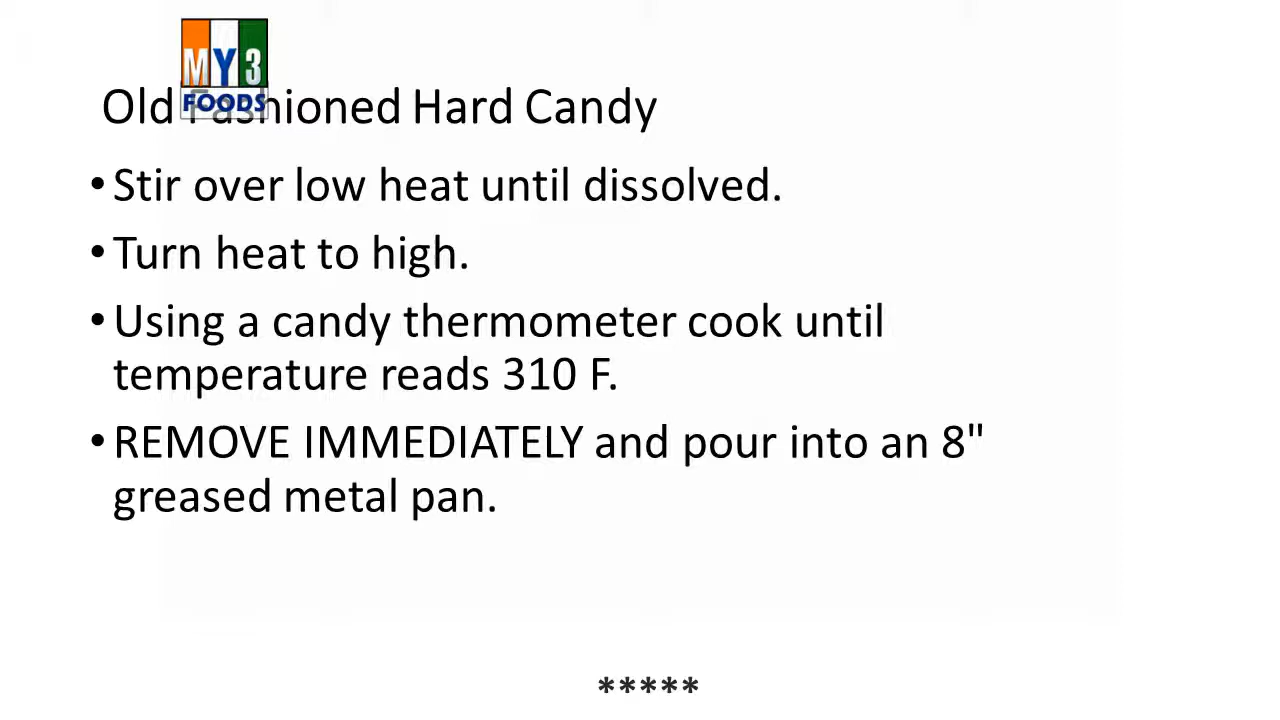 MY3
FOODS
Old Fashioned Hard Candy
• Stir over low heat until dissolved.
• Turn heat to high.
• Using a candy thermometer cook until
temperature reads 310 F.
• REMOVE IMMEDIATELY and pour into an 8"
greased metal pan.
*****